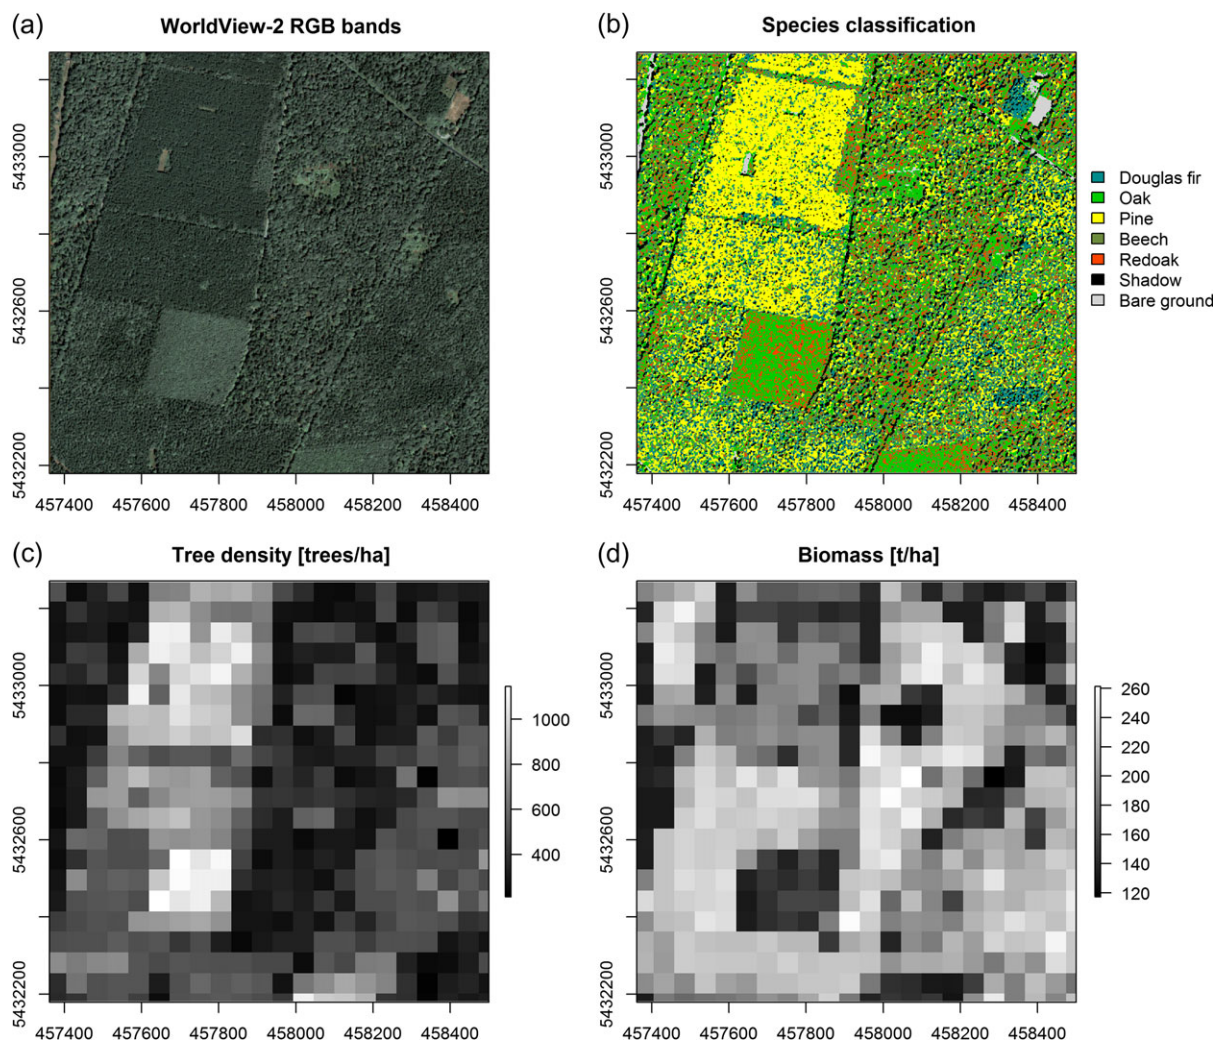 (a)
WorldView-2 RGB bands
5433000
5432600
5432200
457400 457600 457800 458000 458200 458400
(b)
Species classification
5433000
5432600
5432200
457400 457600 457800 458000 458200 458400
Douglas fir
Oak
Pine
Beech
Redoak
Shadow
Bare ground
(c)
Tree density [trees/ha]
5433000
5432600
5432200
457400 457600 457800 458000 458200 458400
1000
800
600
400
(d)
Biomass [t/ha]
5433000
5432600
5432200
457400 457600 457800 458000 458200 458400
260
240
220
200
180
160
140
120